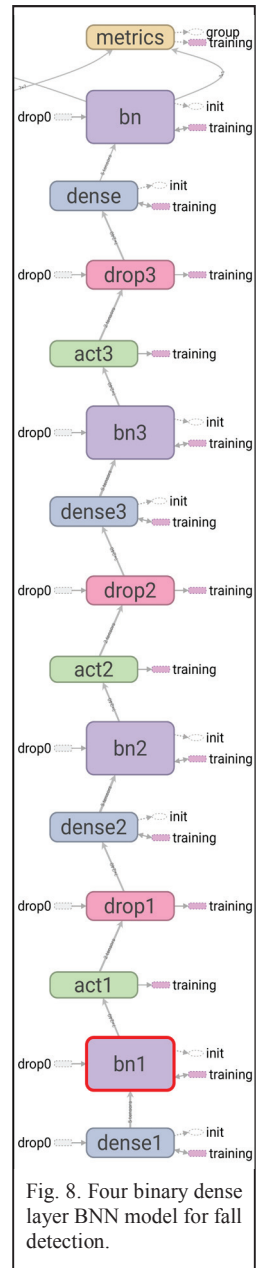 metrics
group
training
bn
drop0
init
training
dense
init
training
drop0
drop3
training
act3
training
drop0
bn3
init
training
dense3
init
training
drop0
drop2
training
act2
training
drop0
bn2
init
training
dense2
init
training
drop0
drop1
training
act1
training
drop0
bn1
init
training
drop0
dense1
init
training
Fig. 8. Four binary dense
layer BNN model for fall
detection.